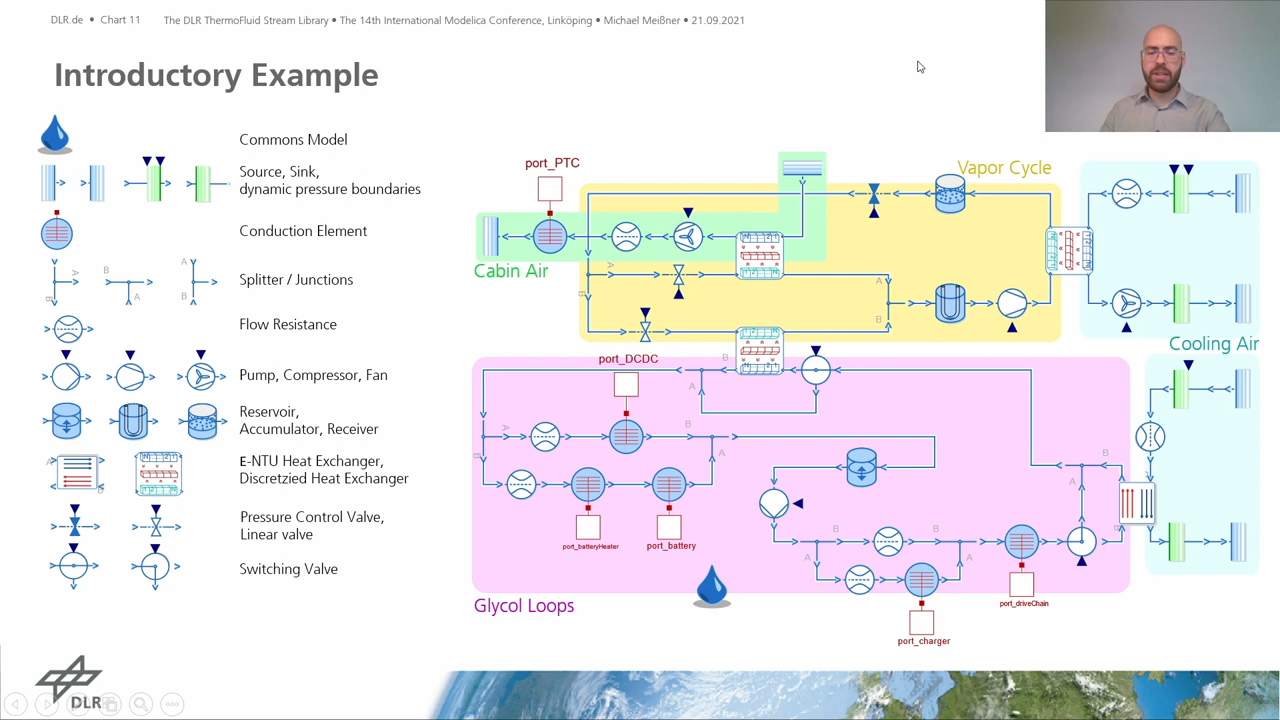 DLR.de • Chart 11 The DLR ThermoFluid Stream Library • The 14th International Modelica Conference, Linköping • Michael Meißner • 21.09.2021
Introductory Example
Commons Model
Source, Sink,
dynamic pressure boundaries
Conduction Element
Splitter / Junctions
Flow Resistance
Pump, Compressor, Fan
Reservoir,
Accumulator, Receiver
E-NTU Heat Exchanger,
Discretzied Heat Exchanger
Pressure Control Valve,
Linear valve
Switching Valve
port_PTC
Vapor Cycle
Cabin Air
Cooling Air
port_DCDC
port_batteryHeater
port_battery
port_driveChain
port_charger
Glycol Loops
DLR